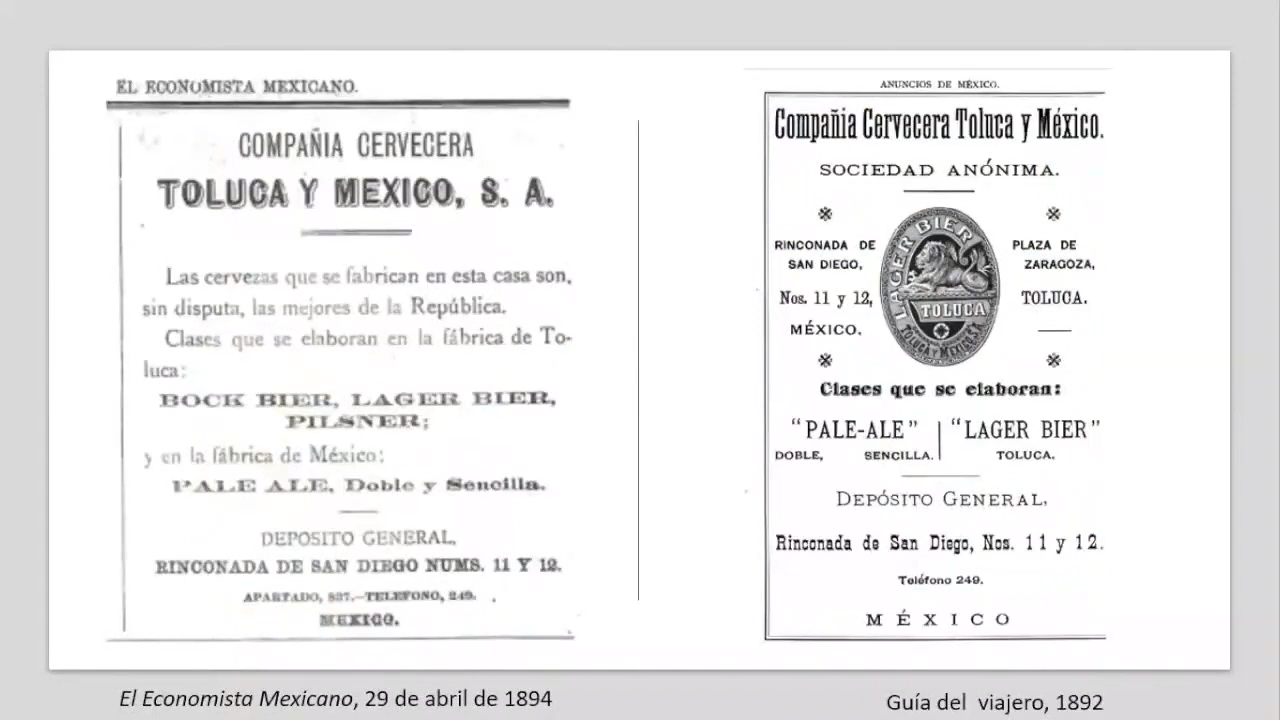 EL ECONOMISTA MEXICANO.
COMPAÑIA CERVECERA
TOLUCA Y MEXICO, S. A.
Las cervezas que se fabrican en esta casa son,
sin disputa, las mejores de la República.
Clases que se elaboran en la fábrica de To-
luca:
BOCK BIER, LAGER BIER,
PILSNER;
y en la fábrica de México:
PALE ALE, Doble y Sencilla.
DEPOSITO GENERAL,
RINCONADA DE SAN DIEGO NUMS. 11 Y 12.
APARTADO, 837.—TELEFONO, 249.
MEXICO.
El Economista Mexicano, 29 de abril de 1894
ANUNCIOS DE MÉXICO.
Compañia Cervecera Toluca y México.
SOCIEDAD ANÓNIMA.
RINCONADA DE
SAN DIEGO,
Nos. 11 y 12,
MÉXICO.
LAGER BIER
TOLUCA
TOLUCA Y MEXICO SA
PLAZA DE
ZARAGOZA,
TOLUCA.
Clases que se elaboran:
“PALE-ALE” | “LAGER BIER”
DOBLE, SENCILLA. | TOLUCA.
DEPÓSITO GENERAL,
Rinconada de San Diego, Nos. 11 y 12.
Teléfono 249.
MÉXICO
Guía del viajero, 1892